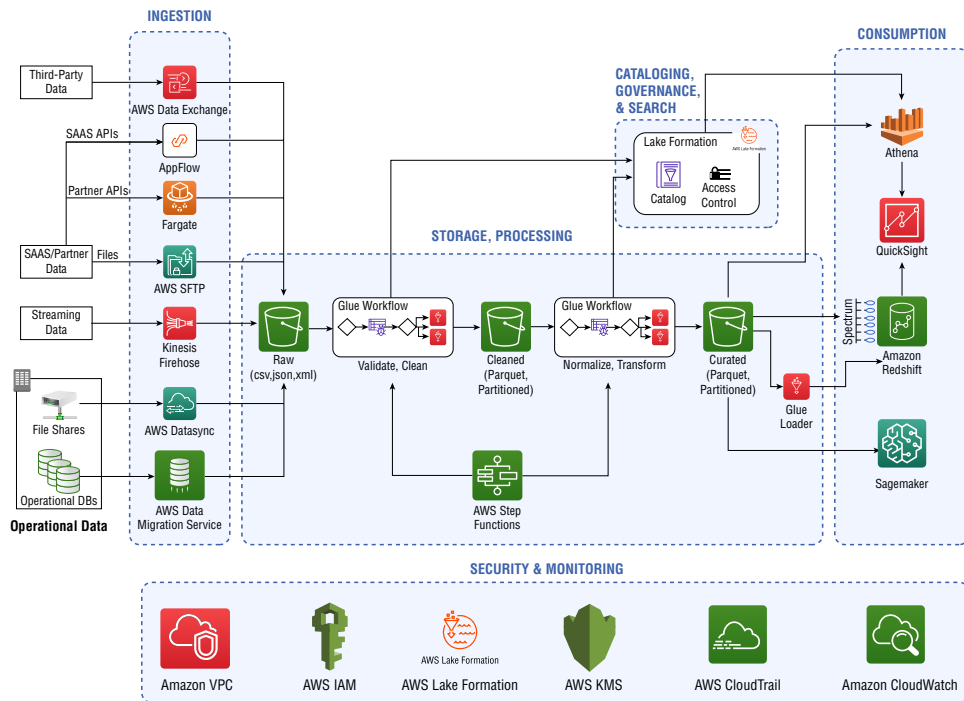 INGESTION
CONSUMPTION
Third-Party
Data
AWS Data Exchange
CATALOGING,
GOVERNANCE,
& SEARCH
SAAS APIs
AppFlow
Lake Formation
AWS Lake Formation
Catalog
Access
Control
Athena
Partner APIs
Fargate
STORAGE, PROCESSING
QuickSight
SAAS/Partner
Data
Files
AWS SFTP
Streaming
Data
Kinesis
Firehose
Raw
(csv,json,xml)
Glue Workflow
Validate, Clean
Cleaned
(Parquet,
Partitioned)
Glue Workflow
Normalize, Transform
Curated
(Parquet,
Partitioned)
Spectrum
Amazon
Redshift
Glue
Loader
File Shares
AWS Datasync
Operational DBs
Operational Data
AWS Data
Migration Service
AWS Step
Functions
Sagemaker
SECURITY & MONITORING
Amazon VPC
AWS IAM
AWS Lake Formation
AWS Lake Formation
AWS KMS
AWS CloudTrail
Amazon CloudWatch